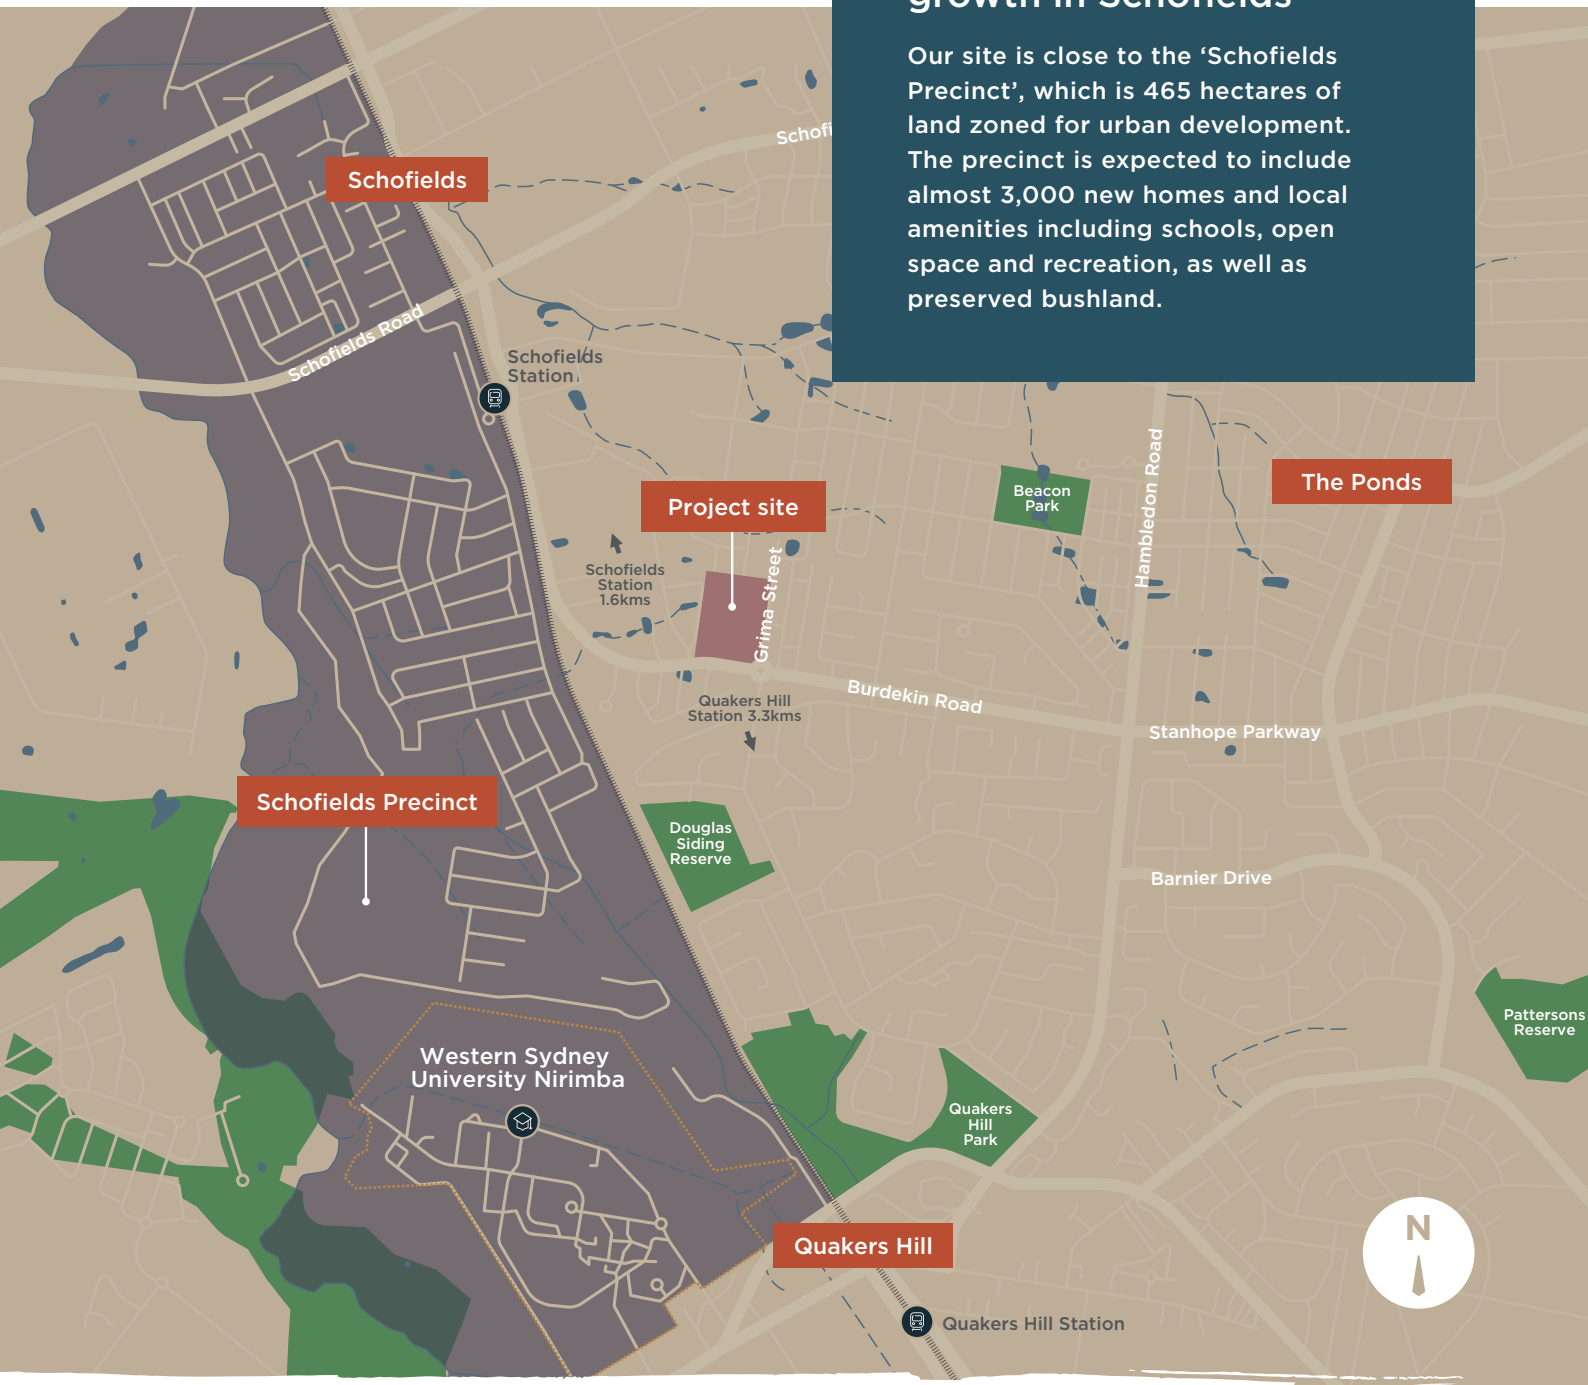 growth in Schofields
Our site is close to the ‘Schofields
Precinct’, which is 465 hectares of
land zoned for urban development.
The precinct is expected to include
almost 3,000 new homes and local
amenities including schools, open
space and recreation, as well as
preserved bushland.
Schofields
Schofields Road
Schofields
Station
Project site
Beacon
Park
Hambledon Road
The Ponds
Schofields
Station
1.6kms
Grima Street
Quakers Hill
Station 3.3kms
Burdekin Road
Stanhope Parkway
Schofields Precinct
Douglas
Siding
Reserve
Barnier Drive
Pattersons
Reserve
Western Sydney
University Nirimba
Quakers
Hill
Park
N
Quakers Hill
Quakers Hill Station